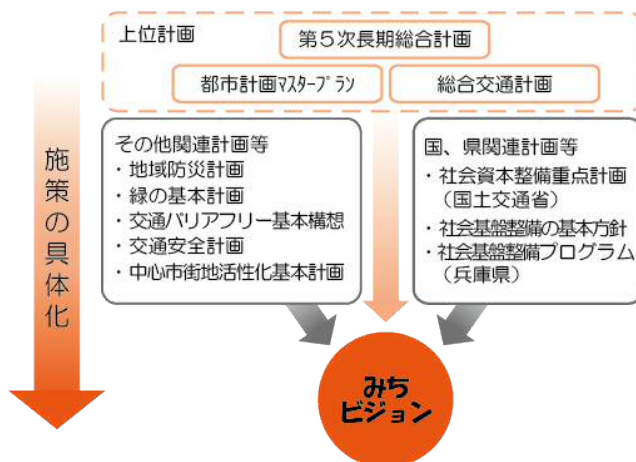 上位計画
第5次長期総合計画
都市計画ﾏｽﾀｰﾌﾟﾗﾝ
総合交通計画
施策の具体化
その他関連計画等
・地域防災計画
・緑の基本計画
・交通バリアフリー基本構想
・交通安全計画
・中心市街地活性化基本計画
国、県関連計画等
・社会資本整備重点計画
（国土交通省）
・社会基盤整備の基本方針
・社会基盤整備プログラム
（兵庫県）
みち
ビジョン